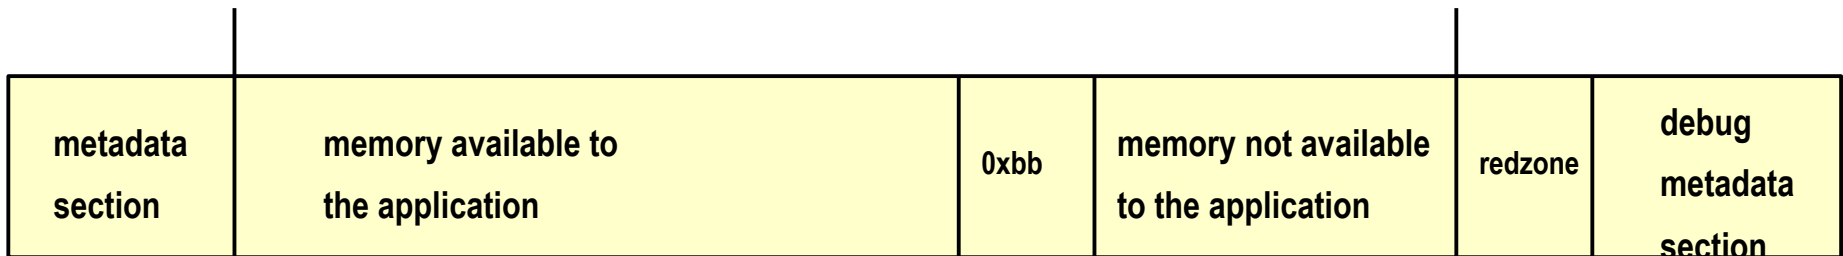 metadata
section
memory available to
the application
0xbb
memory not available
to the application
redzone
debug
metadata
section